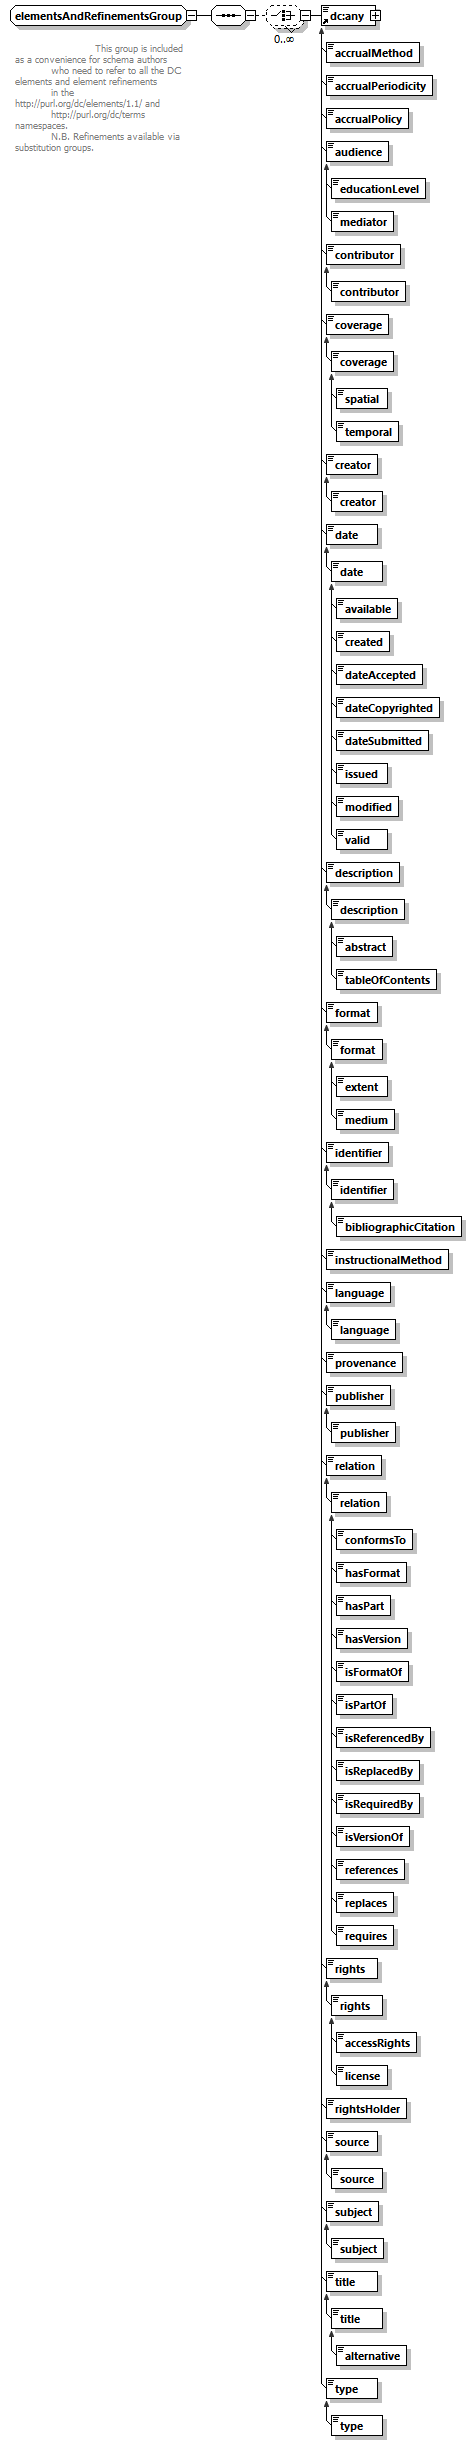 elementsAndRefinementsGroup
dc:any
0..∞
This group is included
as a convenience for schema authors
who need to refer to all the DC
elements and element refinements
in the
http://purl.org/dc/elements/1.1/ and
http://purl.org/dc/terms
namespaces.
N.B. Refinements available via
substitution groups.
accrualMethod
accrualPeriodicity
accrualPolicy
audience
educationLevel
mediator
contributor
contributor
coverage
coverage
spatial
temporal
creator
creator
date
date
available
created
dateAccepted
dateCopyrighted
dateSubmitted
issued
modified
valid
description
description
abstract
tableOfContents
format
format
extent
medium
identifier
identifier
bibliographicCitation
instructionalMethod
language
language
provenance
publisher
publisher
relation
relation
conformsTo
hasFormat
hasPart
hasVersion
isFormatOf
isPartOf
isReferencedBy
isReplacedBy
isRequiredBy
isVersionOf
references
replaces
requires
rights
rights
accessRights
license
rightsHolder
source
source
subject
subject
title
title
alternative
type
type